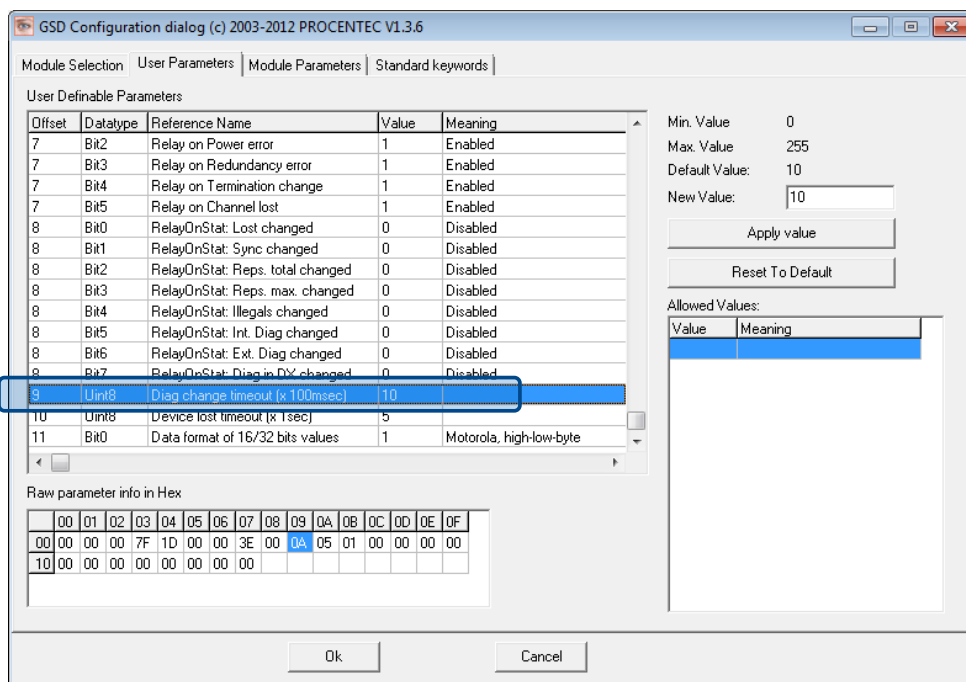 GSD Configuration dialog (c) 2003-2012 PROCENTEC V1.3.6
Module Selection User Parameters Module Parameters Standard keywords
User Definable Parameters
Offset Datatype Reference Name Value Meaning
7 Bit2 Relay on Power error 1 Enabled
7 Bit3 Relay on Redundancy error 1 Enabled
7 Bit4 Relay on Termination change 1 Enabled
7 Bit5 Relay on Channel lost 1 Enabled
8 Bit0 RelayOnStat: Lost changed 0 Disabled
8 Bit1 RelayOnStat: Sync changed 0 Disabled
8 Bit2 RelayOnStat: Reps. total changed 0 Disabled
8 Bit3 RelayOnStat: Reps. max. changed 0 Disabled
8 Bit4 RelayOnStat: Illegals changed 0 Disabled
8 Bit5 RelayOnStat: Int. Diag changed 0 Disabled
8 Bit6 RelayOnStat: Ext. Diag changed 0 Disabled
8 Bit7 RelayOnStat: Diag in DX changed 0 Disabled
9 Uint8 Diag change timeout (x 100msec) 10
10 Uint8 Device lost timeout (x 1sec) 5
11 Bit0 Data format of 16/32 bits values 1 Motorola, high-low-byte
Min. Value 0
Max. Value 255
Default Value: 10
New Value: 10
Apply value
Reset To Default
Allowed Values:
Value Meaning
Raw parameter info in Hex
00 01 02 03 04 05 06 07 08 09 0A 0B 0C 0D 0E 0F
00 00 00 00 7F 1D 00 00 3E 00 0A 05 01 00 00 00 00
10 00 00 00 00 00 00 00 00
Ok Cancel